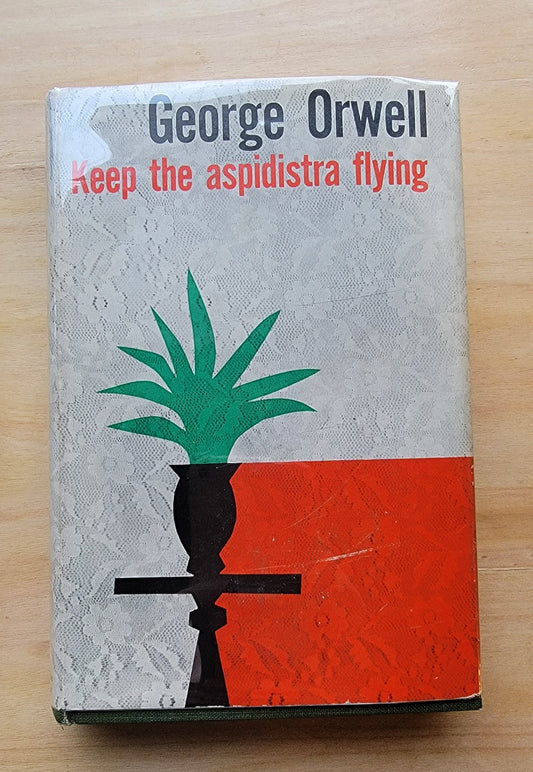 George Orwell
Keep the aspidistra flying